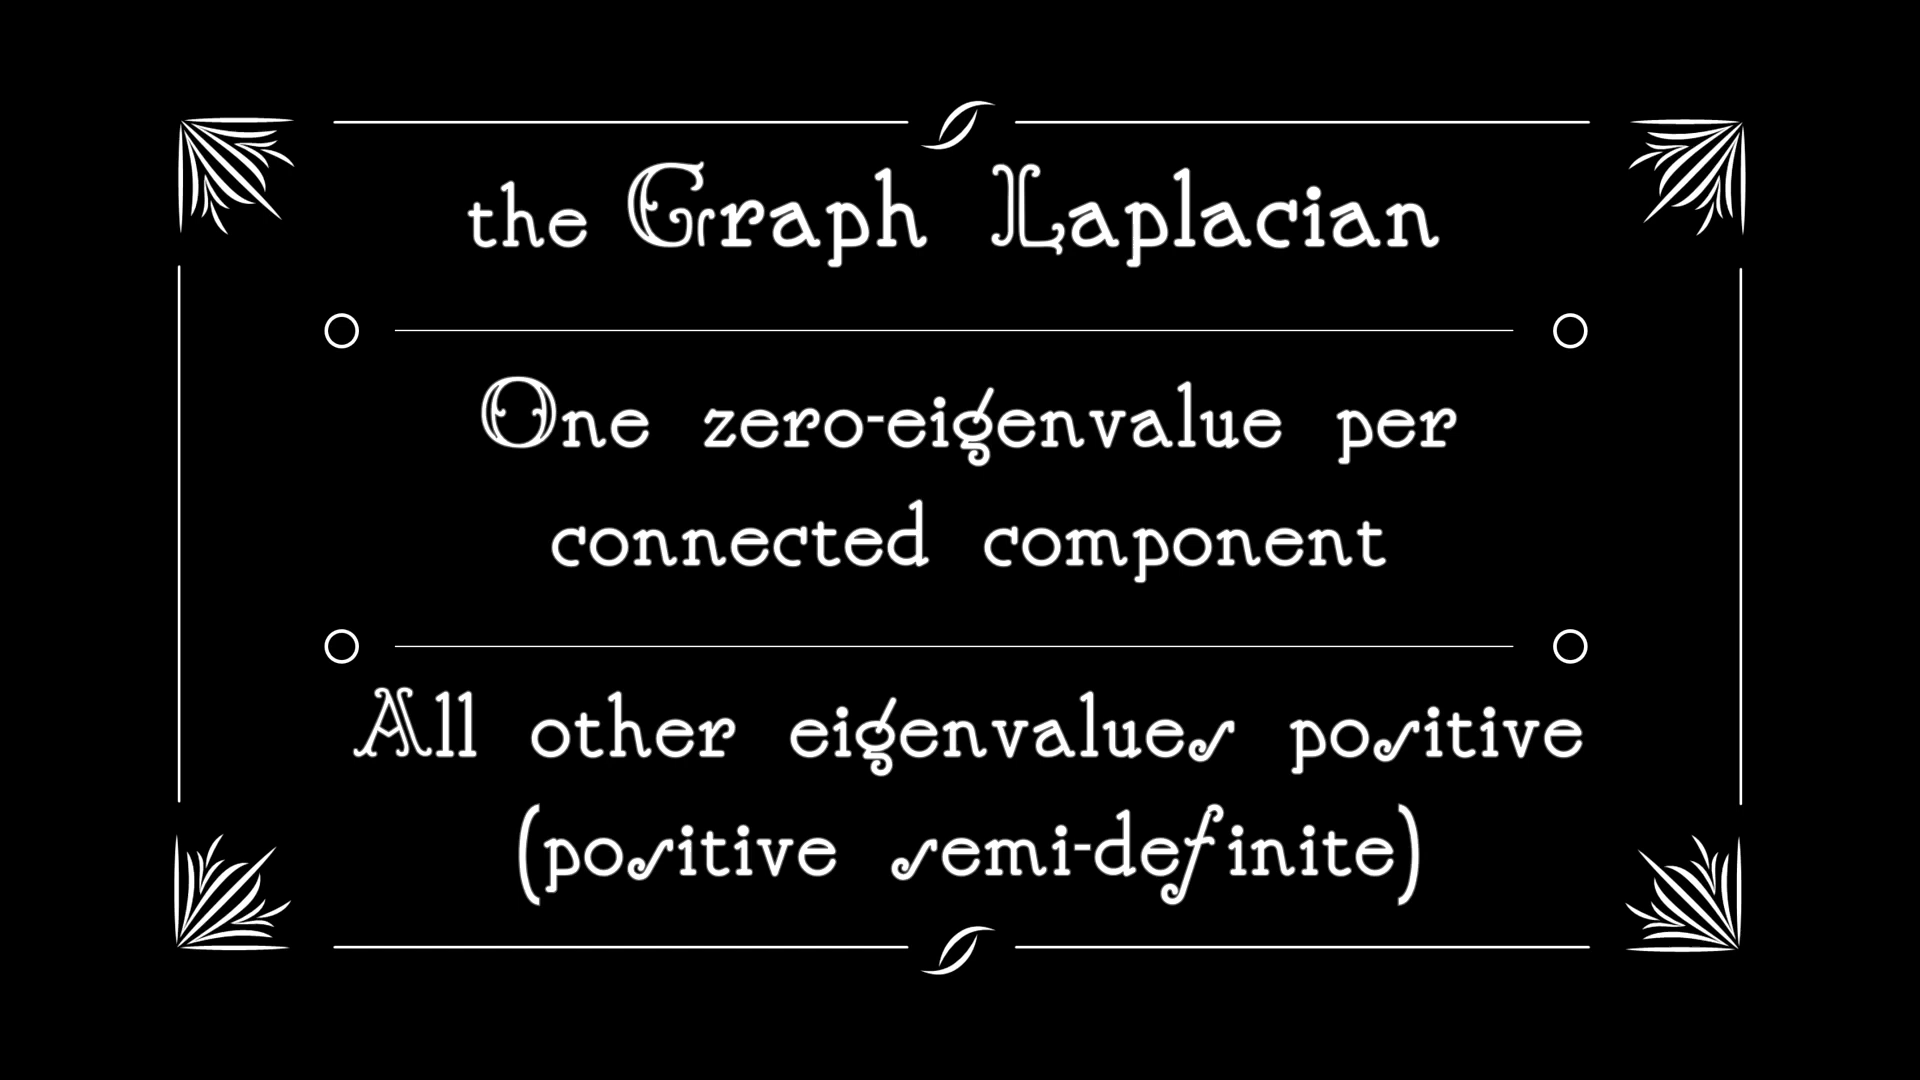 the Graph Laplacian
One zero-eigenvalue per
connected component
All other eigenvalues positive
(positive semi-definite)